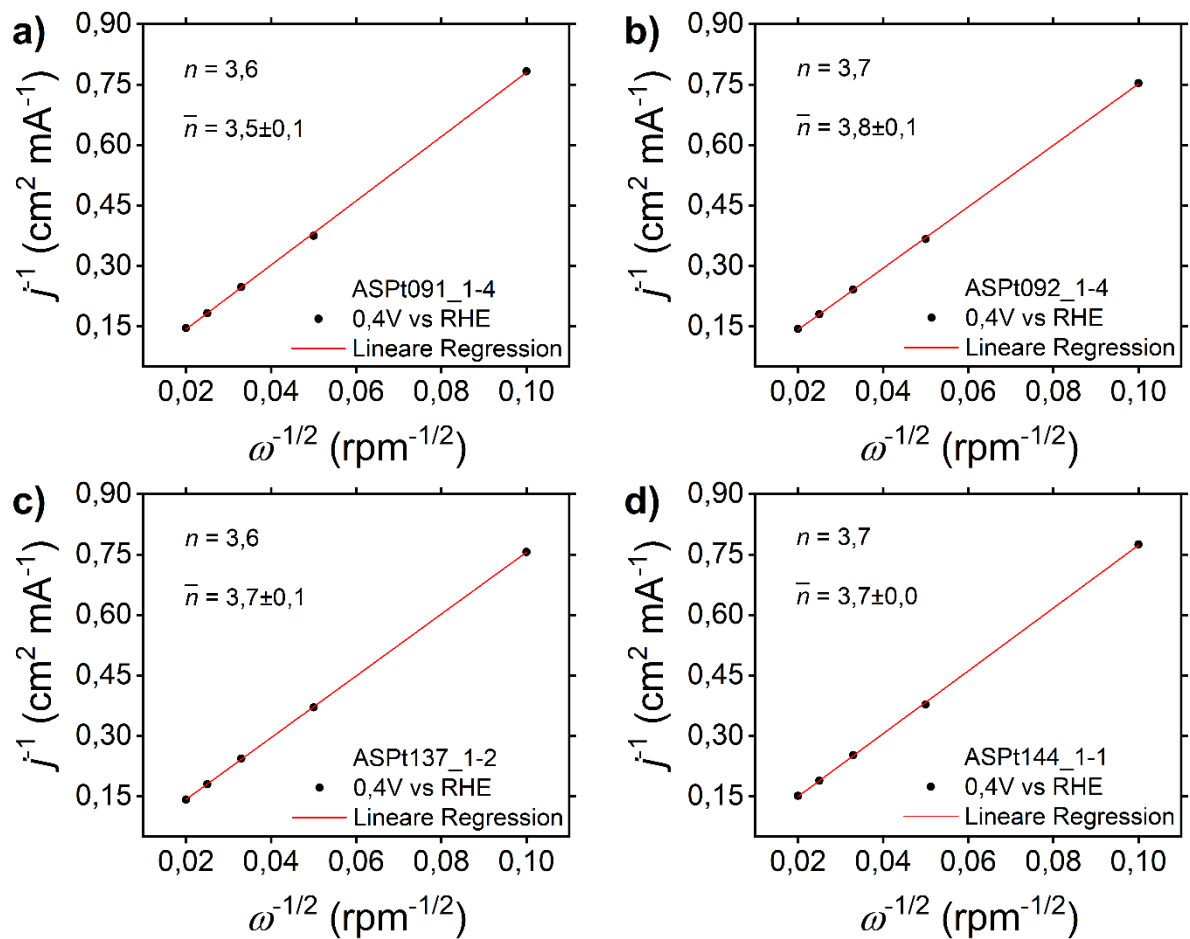 a)
0,90
0,75
0,60
0,45
0,30
0,15
j⁻¹ (cm² mA⁻¹)
n = 3,6
n̅ = 3,5±0,1
ASPt091_1-4
0,4V vs RHE
Lineare Regression
0,02 0,04 0,06 0,08 0,10
ω⁻¹/² (rpm⁻¹/²)
b)
0,90
0,75
0,60
0,45
0,30
0,15
j⁻¹ (cm² mA⁻¹)
n = 3,7
n̅ = 3,8±0,1
ASPt092_1-4
0,4V vs RHE
Lineare Regression
0,02 0,04 0,06 0,08 0,10
ω⁻¹/² (rpm⁻¹/²)
c)
0,90
0,75
0,60
0,45
0,30
0,15
j⁻¹ (cm² mA⁻¹)
n = 3,6
n̅ = 3,7±0,1
ASPt137_1-2
0,4V vs RHE
Lineare Regression
0,02 0,04 0,06 0,08 0,10
ω⁻¹/² (rpm⁻¹/²)
d)
0,90
0,75
0,60
0,45
0,30
0,15
j⁻¹ (cm² mA⁻¹)
n = 3,7
n̅ = 3,7±0,0
ASPt144_1-1
0,4V vs RHE
Lineare Regression
0,02 0,04 0,06 0,08 0,10
ω⁻¹/² (rpm⁻¹/²)